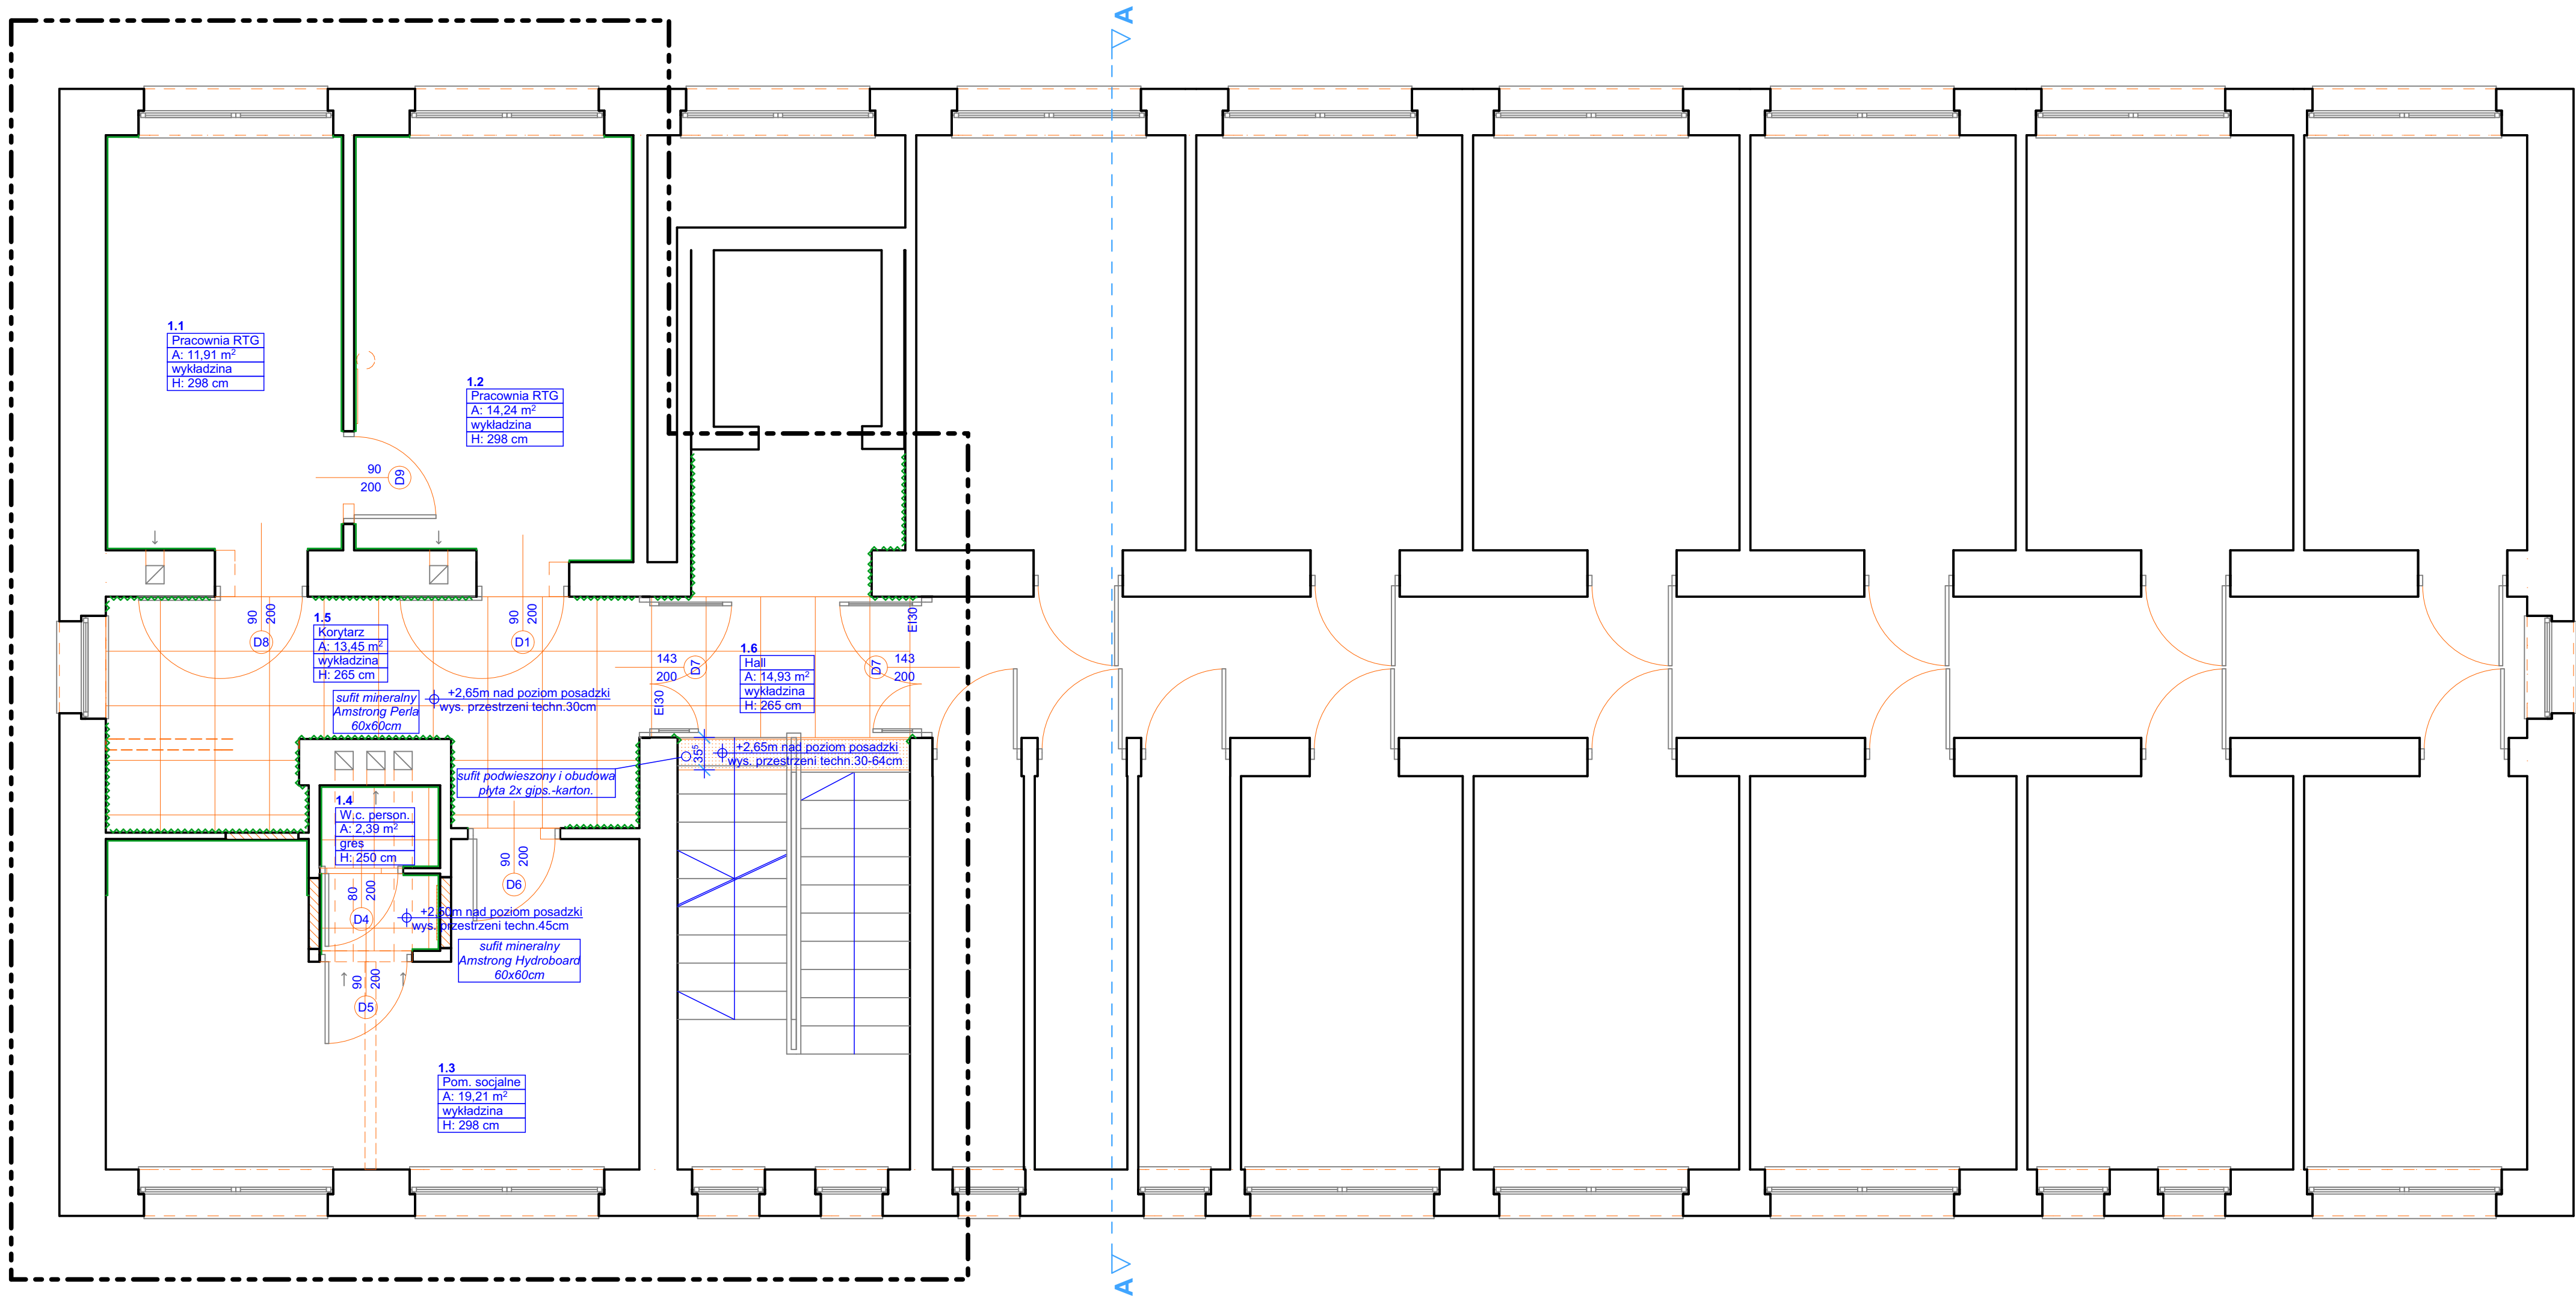 A
1.1
Pracownia RTG
A: 11,91 m²
wykładzina
H: 298 cm
1.2
Pracownia RTG
A: 14,24 m²
wykładzina
H: 298 cm
90
200
D9
90
200
D8
1.5
Korytarz
A: 13,45 m²
wykładzina
H: 265 cm
90
200
D1
EI30
143
200
D7
1.6
Hall
A: 14,93 m²
wykładzina
H: 265 cm
D7
143
200
EI30
sufit mineralny
Amstrong Perla
60x60cm
+2,65m nad poziom posadzki
wys. przestrzeni techn.30cm
35⁵
+2,65m nad poziom posadzki
wys. przestrzeni techn.30-64cm
sufit podwieszony i obudowa
płyta 2x gips.-karton.
1.4
W.c. person.
A: 2,39 m²
gres
H: 250 cm
90
200
D6
80
200
D4
+2,50m nad poziom posadzki
wys. przestrzeni techn.45cm
sufit mineralny
Amstrong Hydroboard
60x60cm
90
200
D5
1.3
Pom. socjalne
A: 19,21 m²
wykładzina
H: 298 cm
A